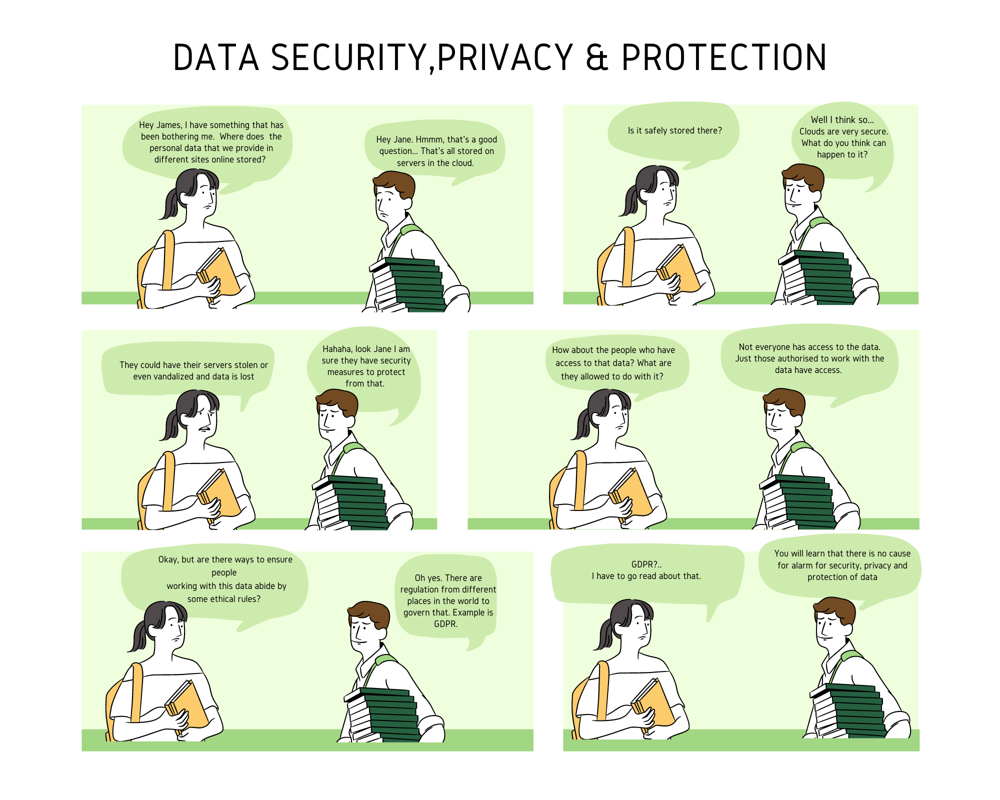 DATA SECURITY,PRIVACY & PROTECTION
Hey James, I have something that has
been bothering me. Where does the
personal data that we provide in
different sites online stored?
Hey Jane. Hmmm, that's a good
question... That's all stored on
servers in the cloud.
Is it safely stored there?
Well I think so...
Clouds are very secure.
What do you think can
happen to it?
They could have their servers stolen or
even vandalized and data is lost
Hahaha, look Jane I am
sure they have security
measures to protect
from that.
How about the people who have
access to that data? What are
they allowed to do with it?
Not everyone has access to the data.
Just those authorised to work with the
data have access.
Okay, but are there ways to ensure
people
working with this data abide by
some ethical rules?
Oh yes. There are
regulation from different
places in the world to
govern that. Example is
GDPR.
GDPR?..
I have to go read about that.
You will learn that there is no cause
for alarm for security, privacy and
protection of data